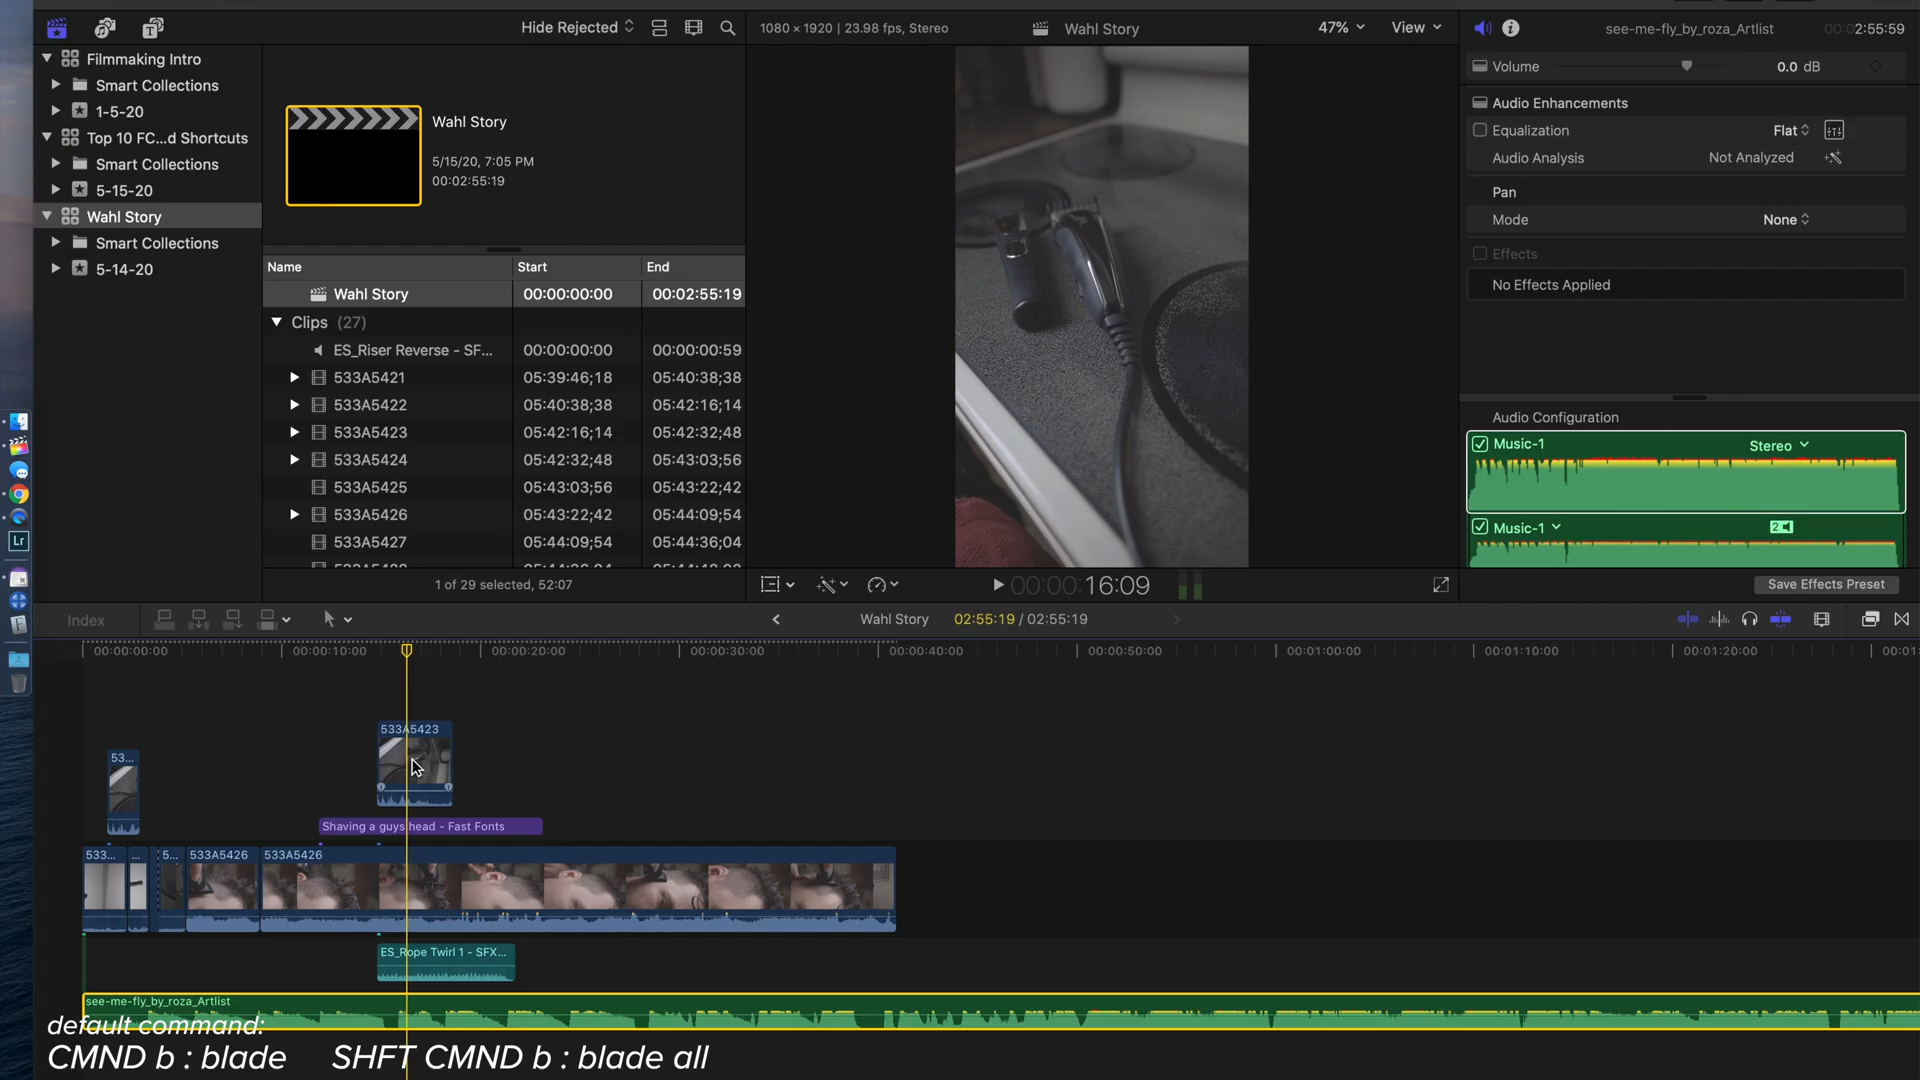 Hide Rejected
1080 × 1920 | 23.98 fps, Stereo
Wahl Story
47%
View
see-me-fly_by_roza_Artlist
00:00:2:55:59
Filmmaking Intro
Smart Collections
1-5-20
Top 10 FC...d Shortcuts
Smart Collections
5-15-20
Wahl Story
Smart Collections
5-14-20
Wahl Story
5/15/20, 7:05 PM
00:02:55:19
Name Start End
Wahl Story 00:00:00:00 00:02:55:19
Clips (27)
ES_Riser Reverse - SF... 00:00:00:00 00:00:00:59
533A5421 05:39:46;18 05:40:38;38
533A5422 05:40:38;38 05:42:16;14
533A5423 05:42:16;14 05:42:32;48
533A5424 05:42:32;48 05:43:03;56
533A5425 05:43:03;56 05:43:22;42
533A5426 05:43:22;42 05:44:09;54
533A5427 05:44:09;54 05:44:36;04
1 of 29 selected, 52:07
00:00:16:09
Volume 0.0 dB
Audio Enhancements
Equalization Flat
Audio Analysis Not Analyzed
Pan
Mode None
Effects
No Effects Applied
Audio Configuration
Music-1 Stereo
Music-1 2
Save Effects Preset
Lr
Index
Wahl Story 02:55:19 / 02:55:19
00:00:00:00 00:00:10:00 00:00:20:00 00:00:30:00 00:00:40:00 00:00:50:00 00:01:00:00 00:01:10:00 00:01:20:00
533A5423
53...
Shaving a guys head - Fast Fonts
533... ... 5... 533A5426 533A5426
ES_Rope Twirl 1 - SFX...
see-me-fly_by_roza_Artlist
default command:
CMND b : blade SHFT CMND b : blade all